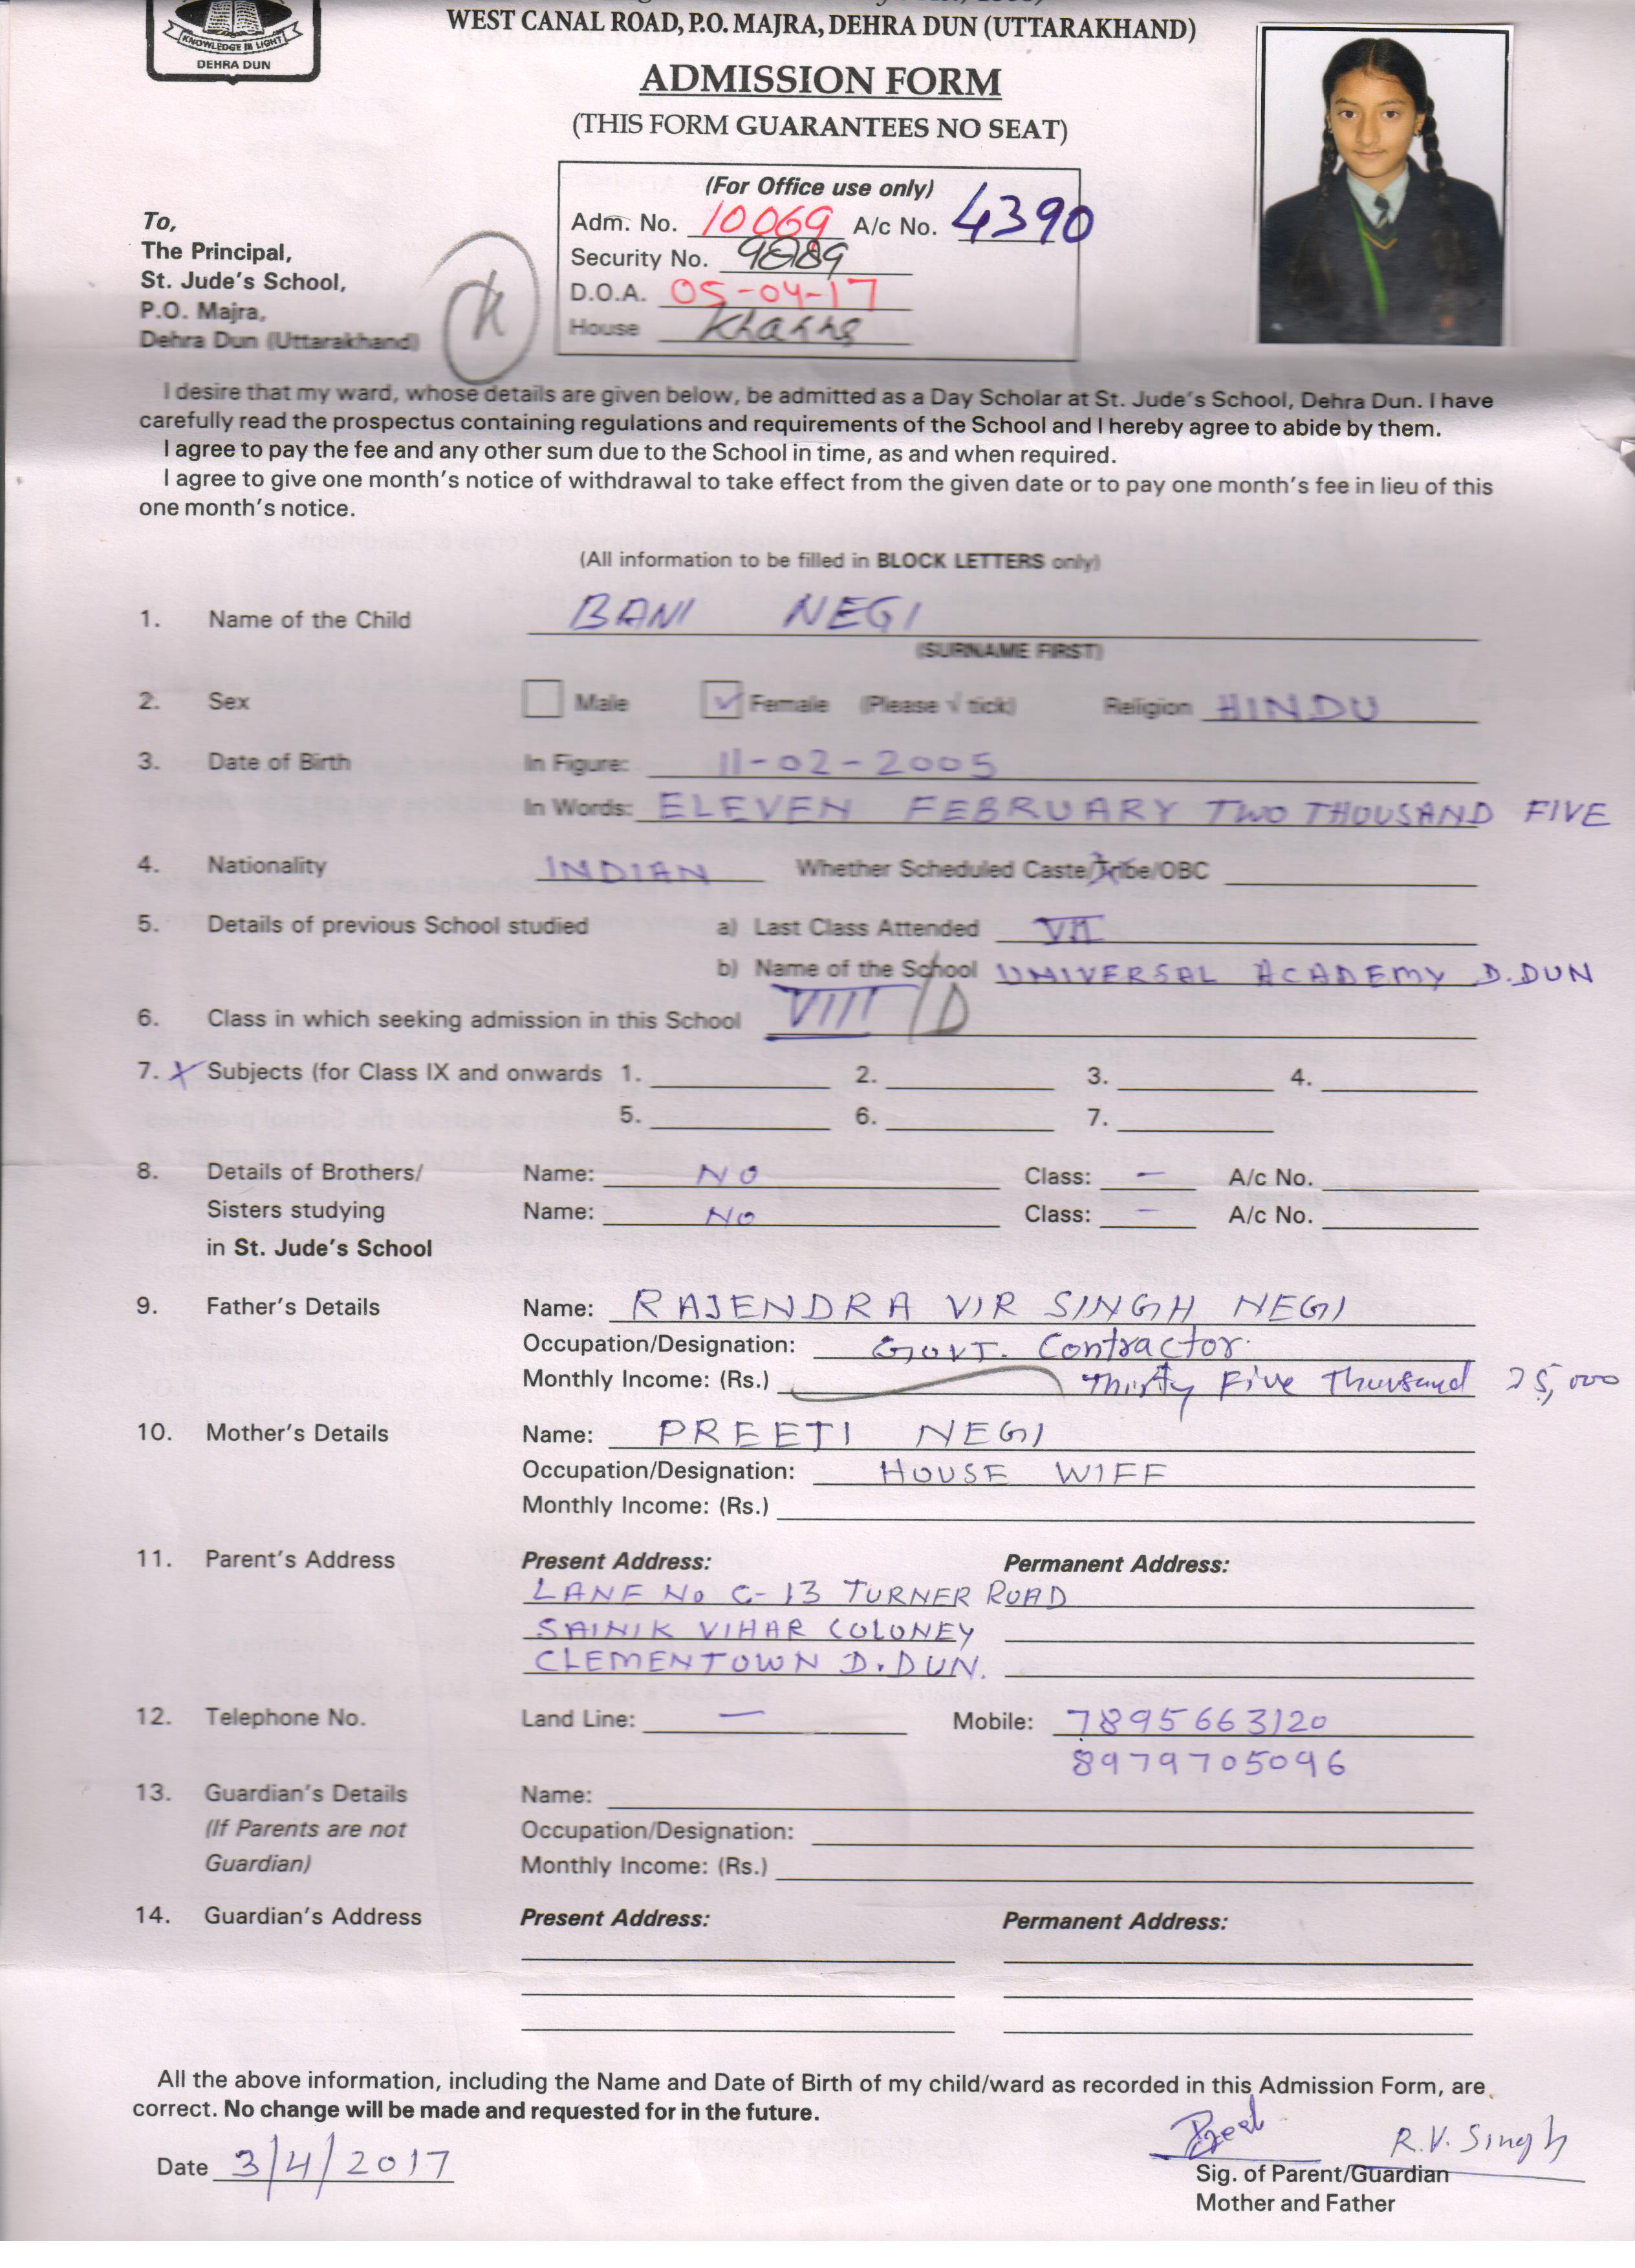 KNOWLEDGE IS LIGHT
DEHRA DUN
WEST CANAL ROAD, P.O. MAJRA, DEHRA DUN (UTTARAKHAND)
ADMISSION FORM
(THIS FORM GUARANTEES NO SEAT)
(For Office use only)
Adm. No. 10069 A/c No. 4390
Security No.
D.O.A. 05-04-17
House Khanna
To,
The Principal,
St. Jude's School,
P.O. Majra,
Dehra Dun (Uttarakhand)
I desire that my ward, whose details are given below, be admitted as a Day Scholar at St. Jude's School, Dehra Dun. I have
carefully read the prospectus containing regulations and requirements of the School and I hereby agree to abide by them.
I agree to pay the fee and any other sum due to the School in time, as and when required.
I agree to give one month's notice of withdrawal to take effect from the given date or to pay one month's fee in lieu of this
one month's notice.
(All information to be filled in BLOCK LETTERS only)
1. Name of the Child BANI NEGI
(SURNAME FIRST)
2. Sex Male ✓ Female (Please √ tick) Religion HINDU
3. Date of Birth In Figure: 11-02-2005
In Words: ELEVEN FEBRUARY TWO THOUSAND FIVE
4. Nationality INDIAN Whether Scheduled Caste/Tribe/OBC
5. Details of previous School studied a) Last Class Attended VII
b) Name of the School UNIVERSAL ACADEMY D.DUN
6. Class in which seeking admission in this School VIII /D
7. X Subjects (for Class IX and onwards 1. 2. 3. 4.
5. 6. 7.
8. Details of Brothers/ Name: NO Class: — A/c No.
Sisters studying Name: NO Class: — A/c No.
in St. Jude's School
9. Father's Details Name: RAJENDRA VIR SINGH NEGI
Occupation/Designation: GOVT. Contractor.
Monthly Income: (Rs.) Thirty Five Thousand
10. Mother's Details Name: PREETI NEGI
Occupation/Designation: HOUSE WIFE
Monthly Income: (Rs.)
11. Parent's Address Present Address: Permanent Address:
LANE No C-13 TURNER ROAD
SAINIK VIHAR COLONEY
CLEMENTOWN D.DUN.
12. Telephone No. Land Line: — Mobile: 7895663120
8979705096
13. Guardian's Details Name:
(If Parents are not Occupation/Designation:
Guardian) Monthly Income: (Rs.)
14. Guardian's Address Present Address: Permanent Address:
All the above information, including the Name and Date of Birth of my child/ward as recorded in this Admission Form, are
correct. No change will be made and requested for in the future.
R.V. Singh
Date 3/4/2017
Sig. of Parent/Guardian
Mother and Father